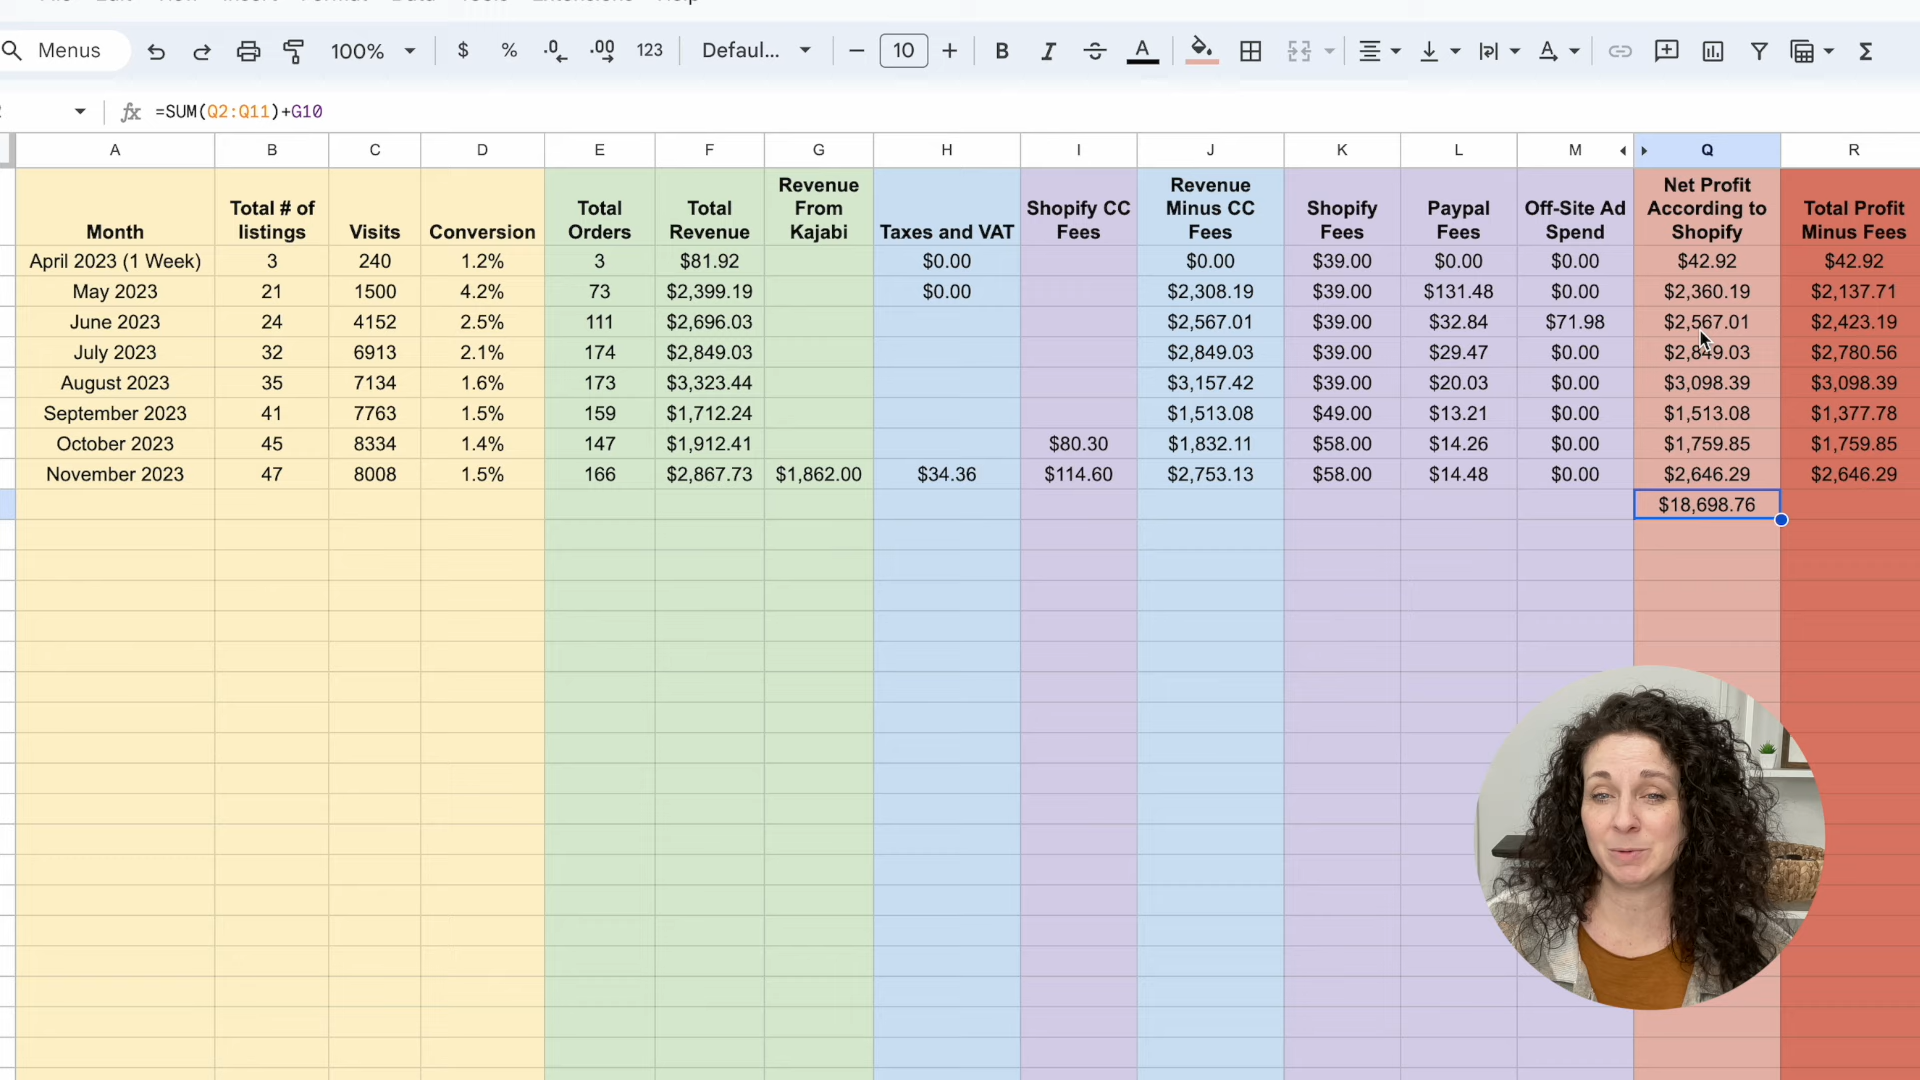 Menus 100% $ % .0 .00 123 Defaul... 10 B I A
=SUM(Q2:Q11)+G10
A B C D E F G H I J K L M Q R
Month Total # of listings Visits Conversion Total Orders Total Revenue Revenue From Kajabi Taxes and VAT Shopify CC Fees Revenue Minus CC Fees Shopify Fees Paypal Fees Off-Site Ad Spend Net Profit According to Shopify Total Profit Minus Fees
April 2023 (1 Week) 3 240 1.2% 3 $81.92 $0.00 $0.00 $39.00 $0.00 $0.00 $42.92 $42.92
May 2023 21 1500 4.2% 73 $2,399.19 $0.00 $2,308.19 $39.00 $131.48 $0.00 $2,360.19 $2,137.71
June 2023 24 4152 2.5% 111 $2,696.03 $2,567.01 $39.00 $32.84 $71.98 $2,567.01 $2,423.19
July 2023 32 6913 2.1% 174 $2,849.03 $2,849.03 $39.00 $29.47 $0.00 $2,849.03 $2,780.56
August 2023 35 7134 1.6% 173 $3,323.44 $3,157.42 $39.00 $20.03 $0.00 $3,098.39 $3,098.39
September 2023 41 7763 1.5% 159 $1,712.24 $1,513.08 $49.00 $13.21 $0.00 $1,513.08 $1,377.78
October 2023 45 8334 1.4% 147 $1,912.41 $80.30 $1,832.11 $58.00 $14.26 $0.00 $1,759.85 $1,759.85
November 2023 47 8008 1.5% 166 $2,867.73 $1,862.00 $34.36 $114.60 $2,753.13 $58.00 $14.48 $0.00 $2,646.29 $2,646.29
$18,698.76